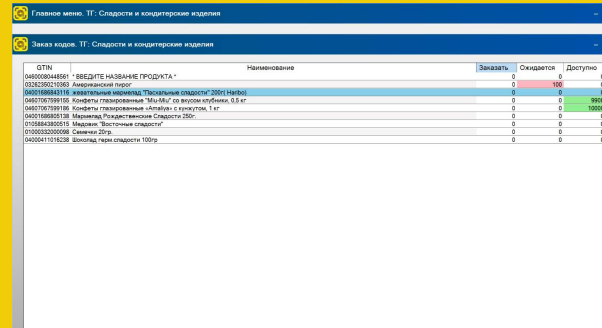 Главное меню. ТГ: Сладости и кондитерские изделия
Заказ кодов. ТГ: Сладости и кондитерские изделия
GTIN Наименование Заказать Ожидается Доступно
04600080448561 * ВВЕДИТЕ НАЗВАНИЕ ПРОДУКТА * 0 0
03262350210363 Американский пирог 0 100
04001686843116 жевательные мармелад "Пасхальные сладости" 200г( Haribo) 0 0
04607067599155 Конфеты глазированные "Miu-Miu" со вкусом клубники, 0,5 кг 0 0 990
04607067599186 Конфеты глазированные «Amaliya» с кунжутом, 1 кг 0 0 1000
04001686805138 Мармелад Рождественские Сладости 250г. 0 0
01058843800515 Медовик "Восточные сладости" 0 0
01000332000098 Семечки 20гр. 0 0
04000411016238 Шоколад герм.сладости 100гр 0 0